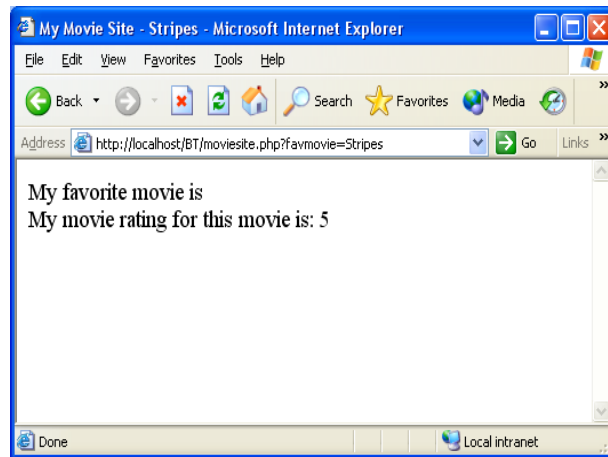 My Movie Site - Stripes - Microsoft Internet Explorer
File Edit View Favorites Tools Help
Back Search Favorites Media »
Address http://localhost/BT/moviesite.php?favmovie=Stripes Go Links »
My favorite movie is
My movie rating for this movie is: 5
Done Local intranet